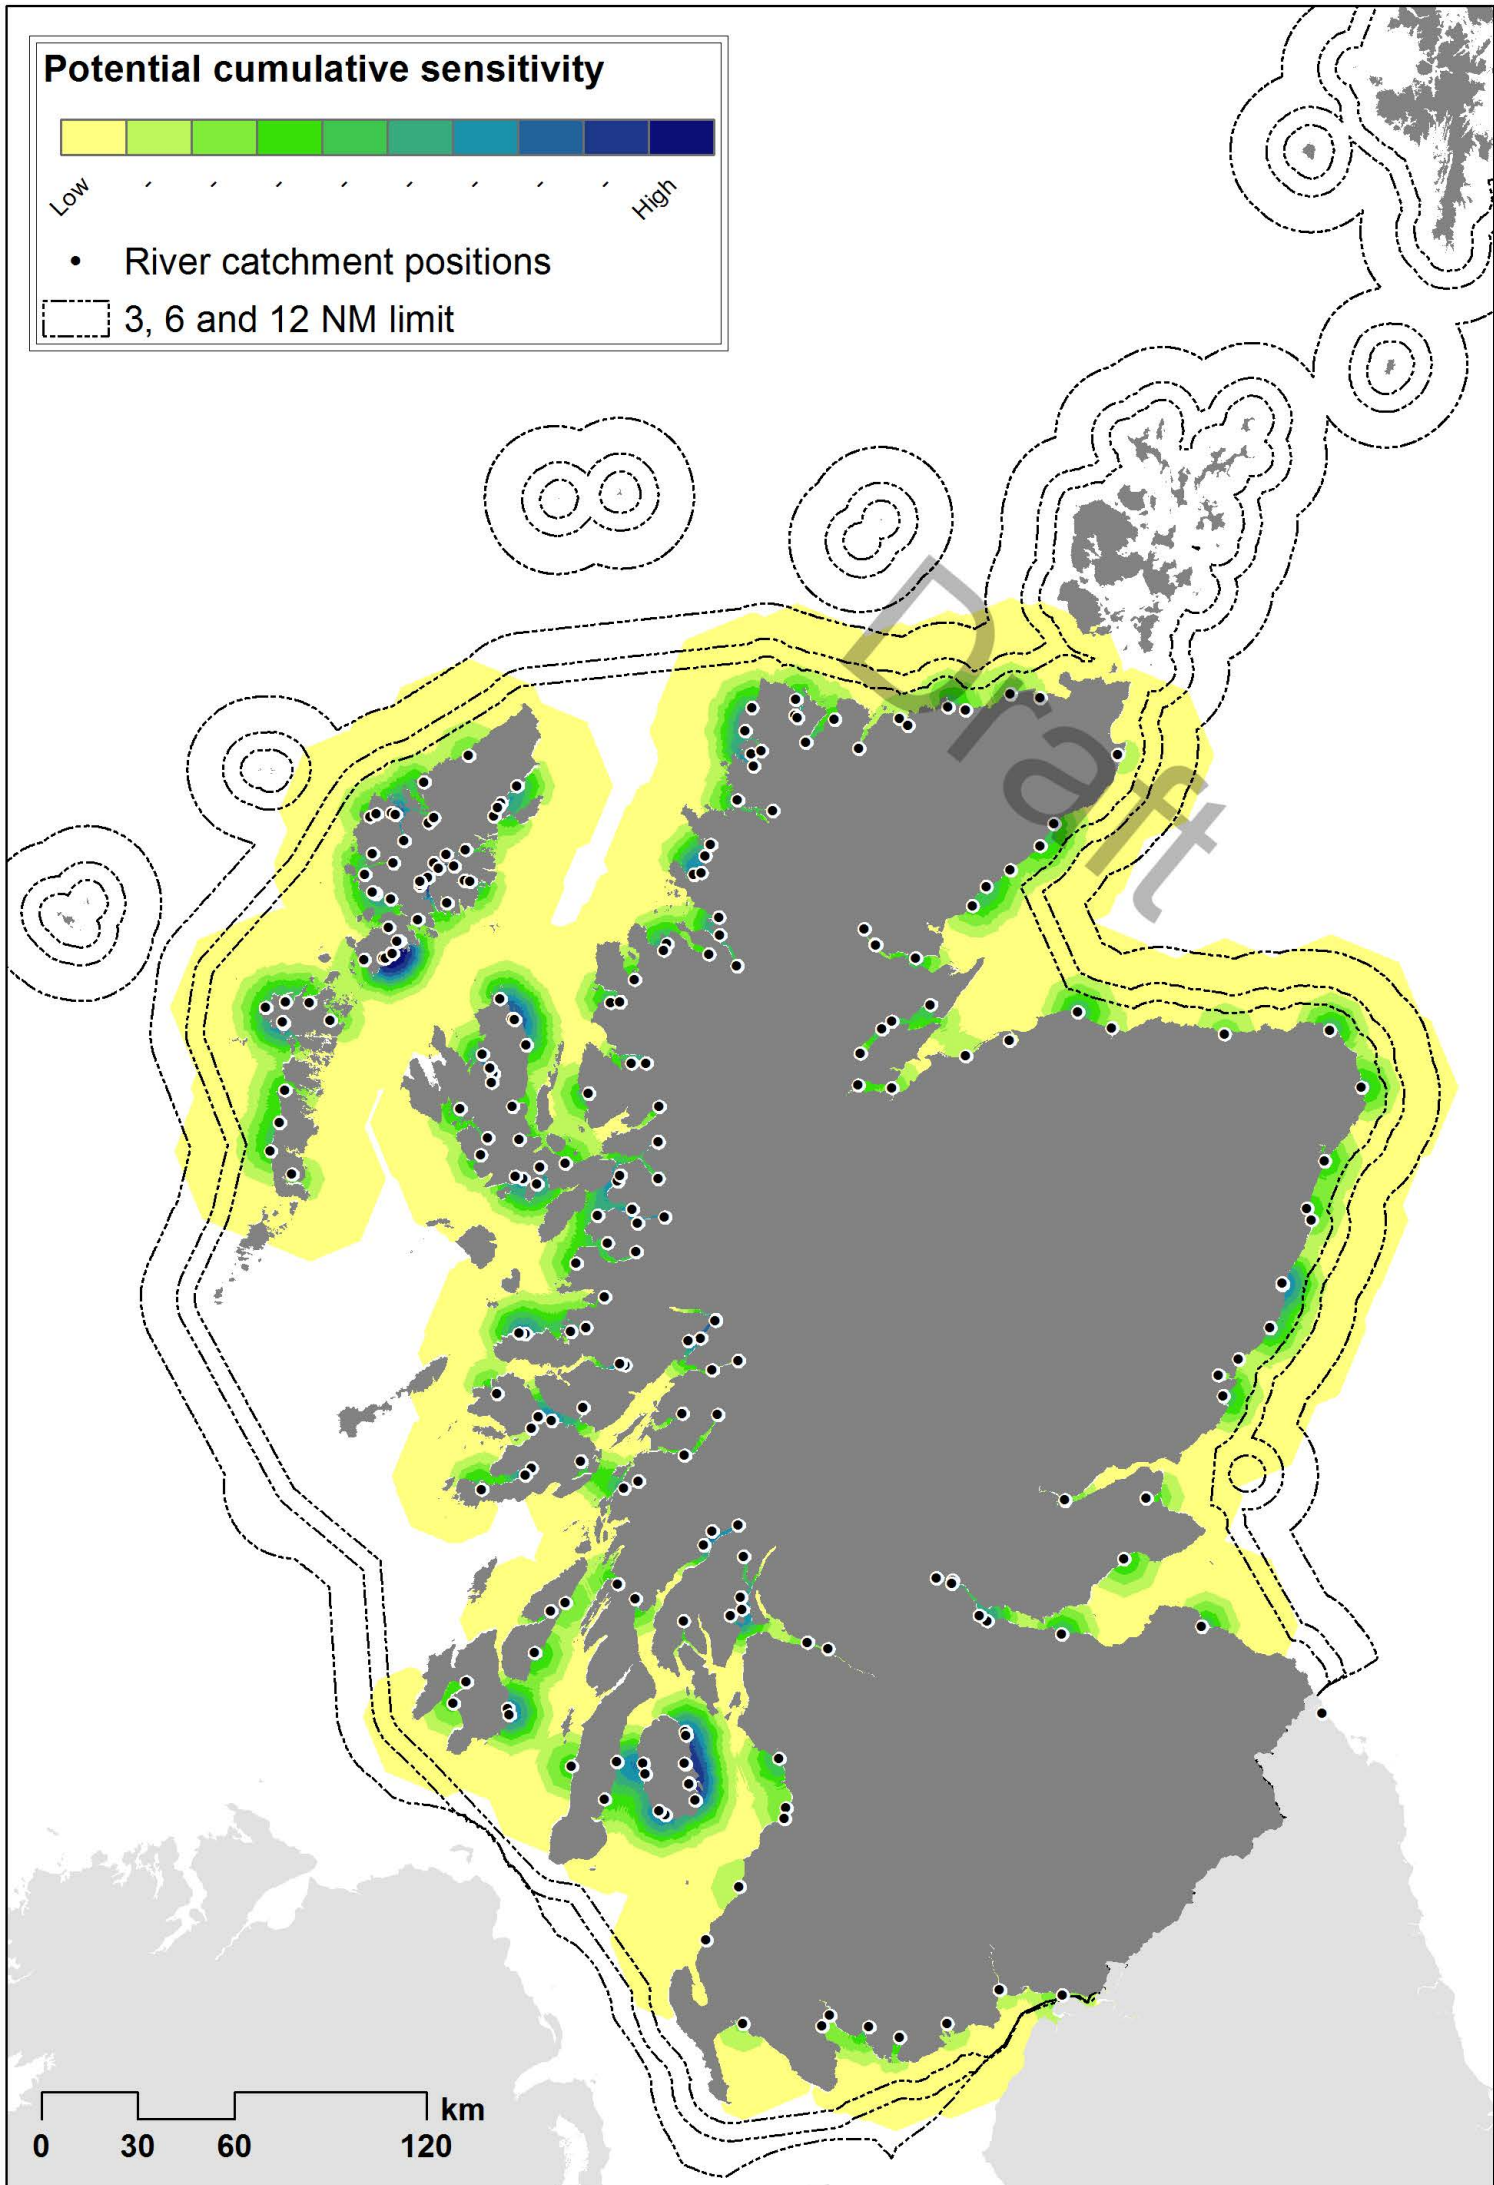 Potential cumulative sensitivity
Low - - - - - - - - High
River catchment positions
3, 6 and 12 NM limit
Draft
km
0 30 60 120